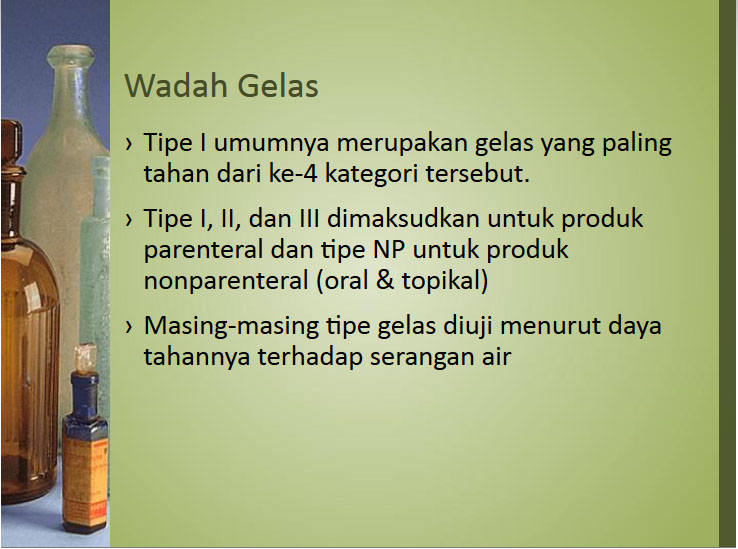 Wadah Gelas
› Tipe I umumnya merupakan gelas yang paling
tahan dari ke-4 kategori tersebut.
› Tipe I, II, dan III dimaksudkan untuk produk
parenteral dan tipe NP untuk produk
nonparenteral (oral & topikal)
› Masing-masing tipe gelas diuji menurut daya
tahannya terhadap serangan air